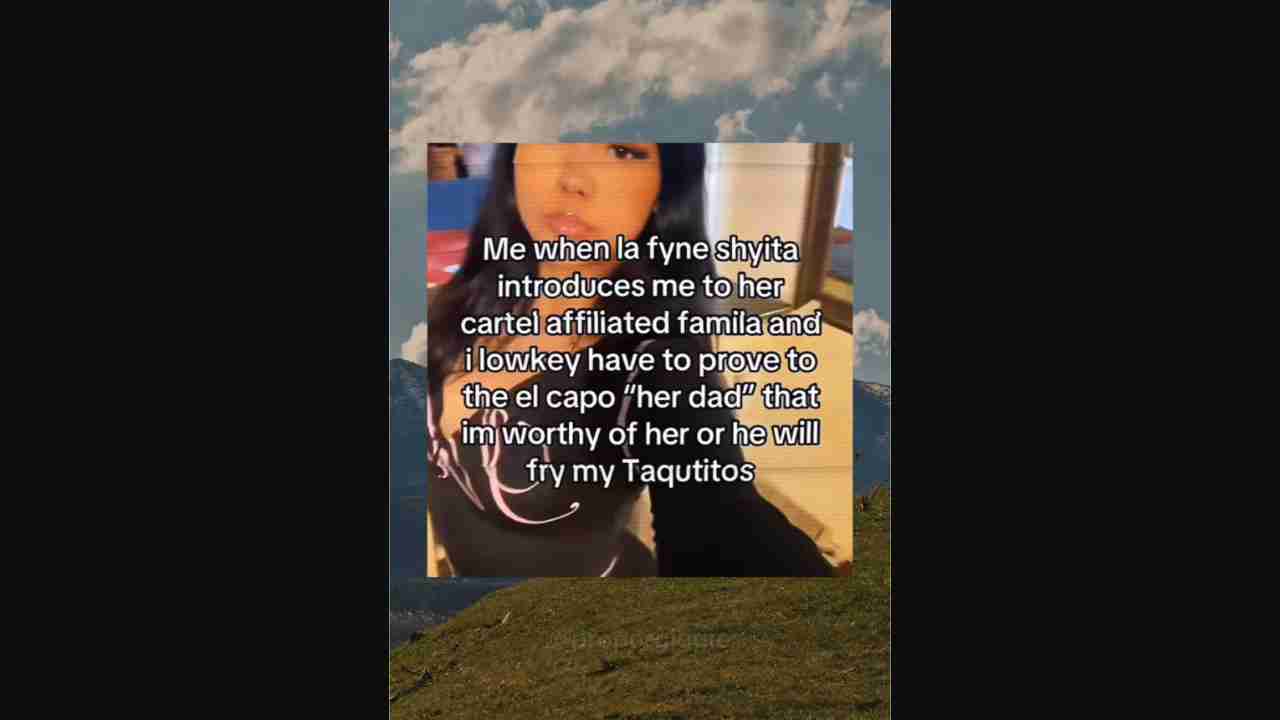 Me when la fyne shyita
introduces me to her
cartel affiliated famila and
i lowkey have to prove to
the el capo “her dad” that
im worthy of her or he will
fry my Taqutitos